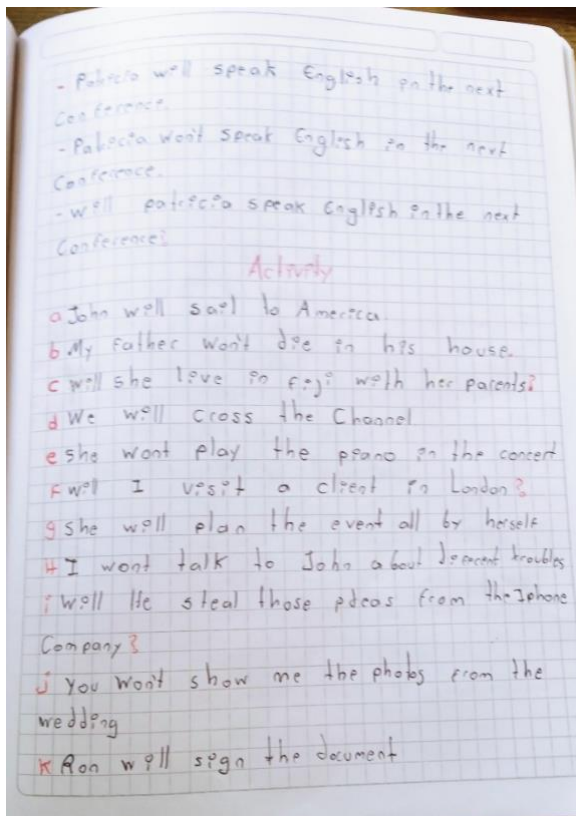 - Patricia will speak English in the next
Conference.
- Patricia won't speak English in the next
Conference.
- will patricia speak English in the next
Conference?
Activity
a John will sail to America
b My father won't die in his house.
c will she live in Fiji with her parents?
d We will cross the Channel
e she wont play the piano in the concert
F will I visit a client in London?
g she will plan the event all by herself
H I wont talk to John about troubles
i will He steal those ideas from the Iphone
Company?
j you won't show me the photos from the
wedding
K Ron will sign the document